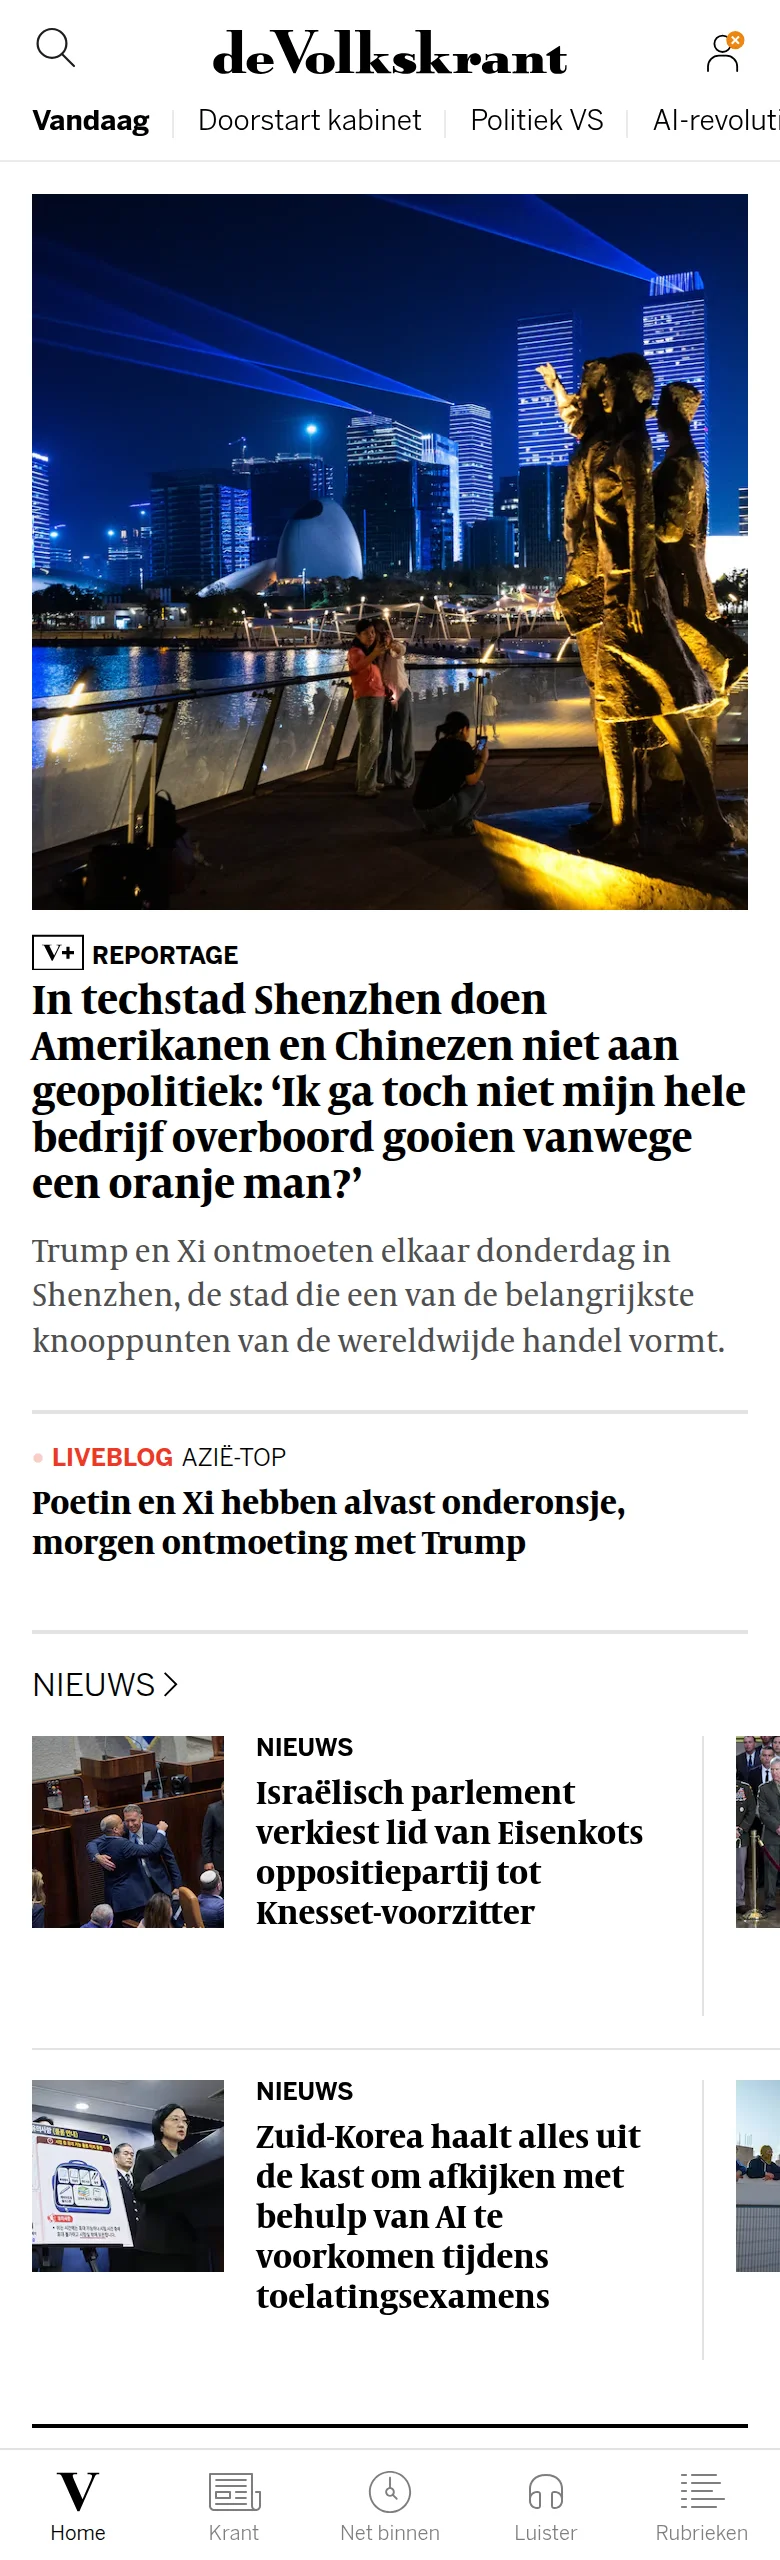 deVolkskrant
Vandaag
Doorstart kabinet
Politiek VS
AI-revoluti
V+ REPORTAGE
In techstad Shenzhen doen
Amerikanen en Chinezen niet aan
geopolitiek: ‘Ik ga toch niet mijn hele
bedrijf overboord gooien vanwege
een oranje man?’
Trump en Xi ontmoeten elkaar donderdag in
Shenzhen, de stad die een van de belangrijkste
knooppunten van de wereldwijde handel vormt.
LIVEBLOG AZIË-TOP
Poetin en Xi hebben alvast onderonsje,
morgen ontmoeting met Trump
NIEUWS
NIEUWS
Israëlisch parlement
verkiest lid van Eisenkots
oppositiepartij tot
Knesset-voorzitter
NIEUWS
Zuid-Korea haalt alles uit
de kast om afkijken met
behulp van AI te
voorkomen tijdens
toelatingsexamens
V
Home
Krant
Net binnen
Luister
Rubrieken